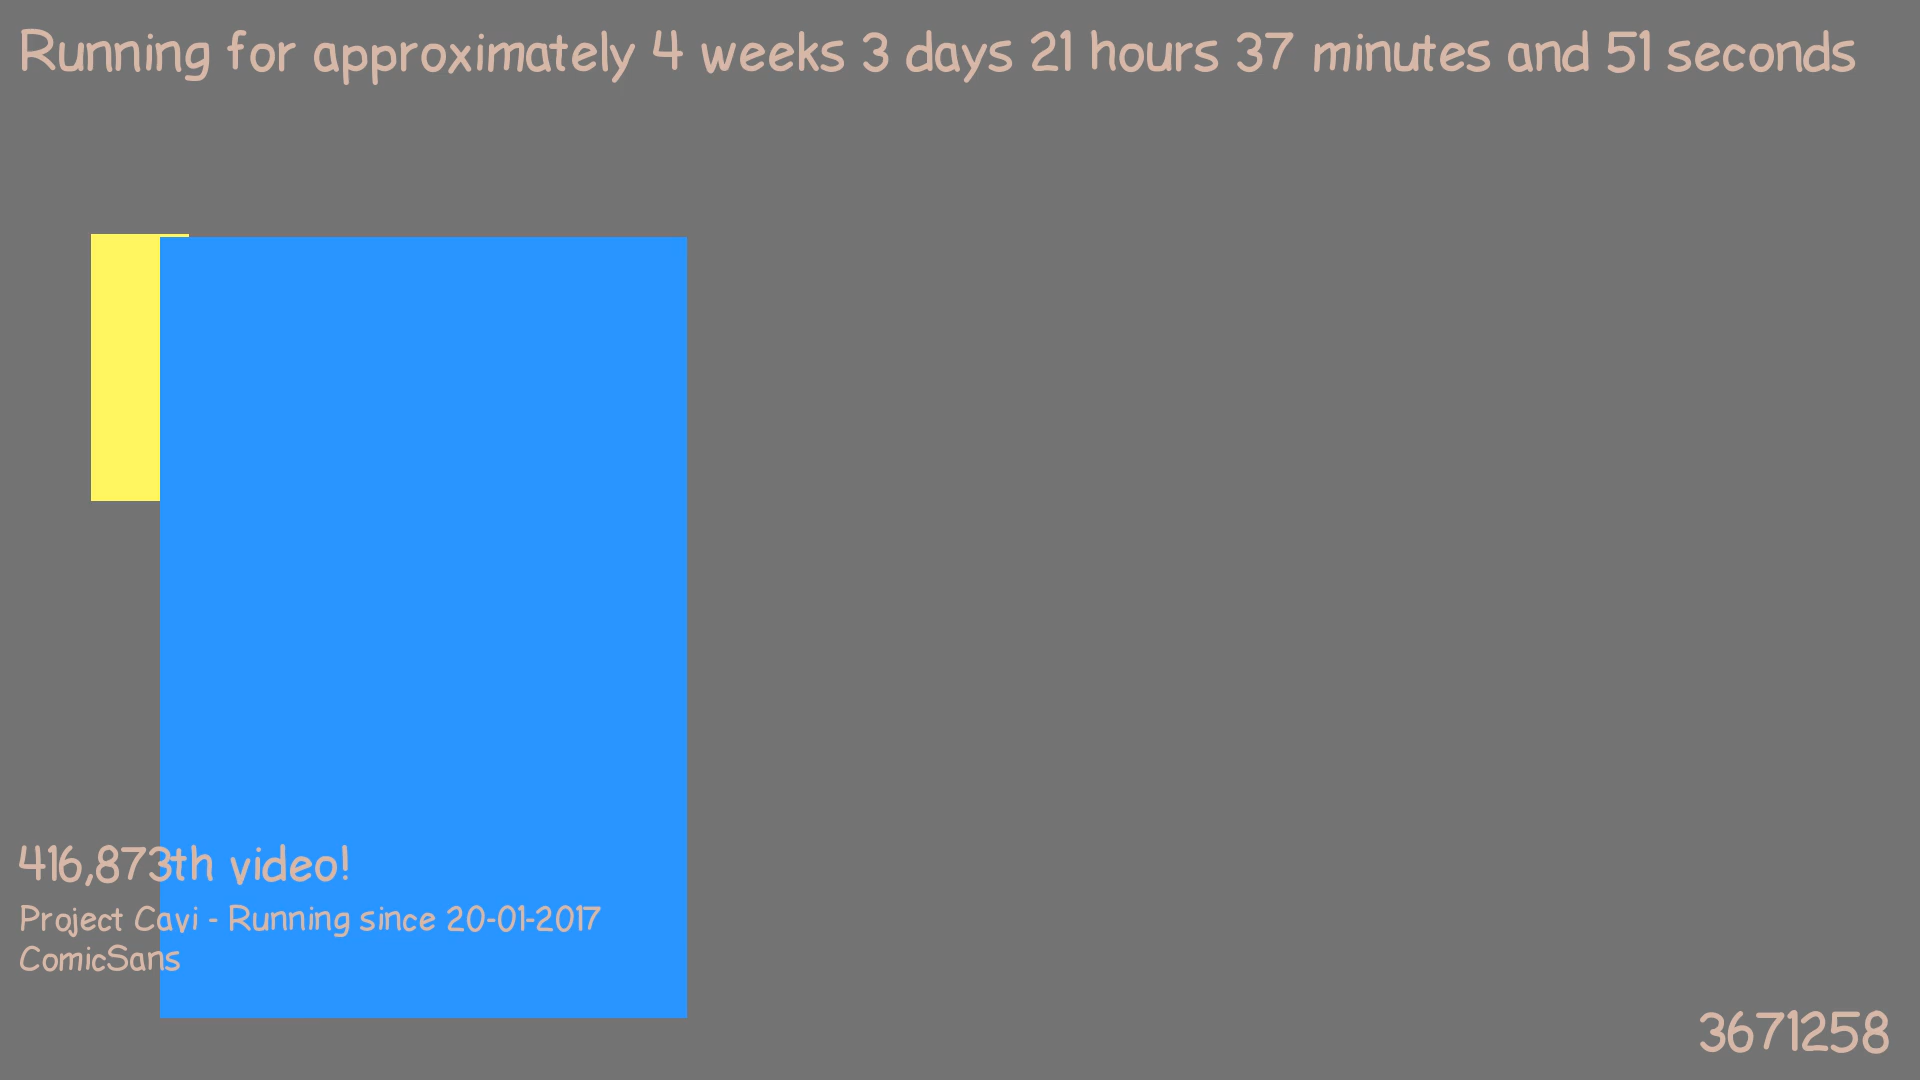 Running for approximately 4 weeks 3 days 21 hours 37 minutes and 51 seconds
416,873th video!
Project Cavi - Running since 20-01-2017
ComicSans
3671258